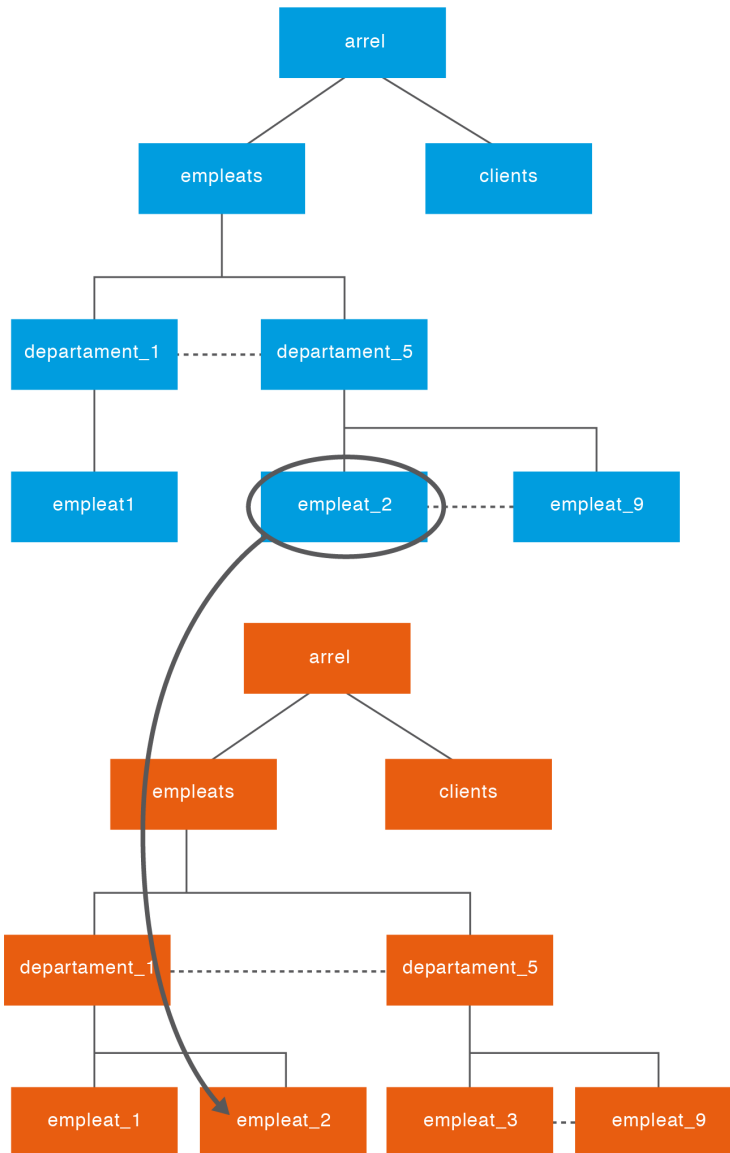 arrel
empleats
clients
departament_1
departament_5
empleat1
empleat_2
empleat_9
arrel
empleats
clients
departament_1
departament_5
empleat_1
empleat_2
empleat_3
empleat_9